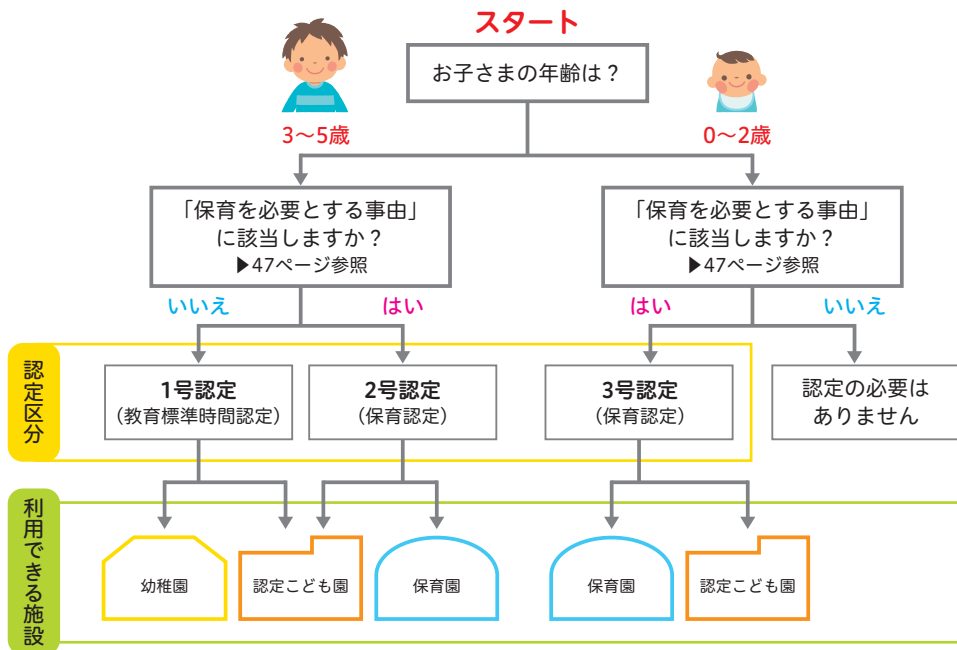 スタート
お子さまの年齢は？
3〜5歳
0〜2歳
「保育を必要とする事由」
に該当しますか？
▶47ページ参照
「保育を必要とする事由」
に該当しますか？
▶47ページ参照
いいえ
はい
はい
いいえ
認定区分
1号認定
（教育標準時間認定）
2号認定
（保育認定）
3号認定
（保育認定）
認定の必要は
ありません
利用できる施設
幼稚園
認定こども園
保育園
保育園
認定こども園